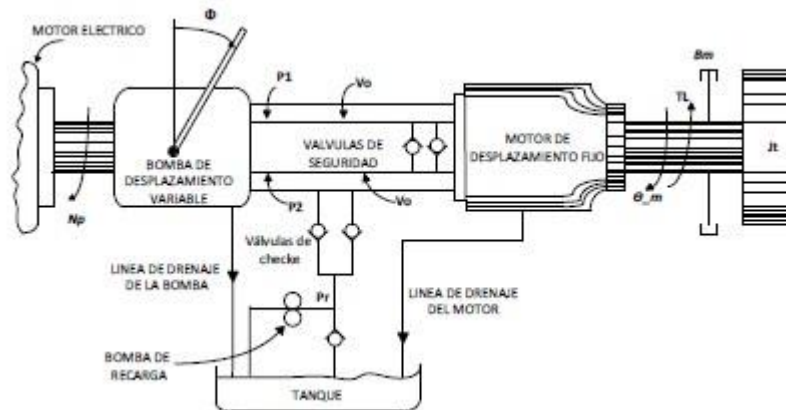 MOTOR ELECTRICO
Φ
P1
Vo
Bm
TL
VALVULAS DE
SEGURIDAD
MOTOR DE
DESPLAZAMIENTO FIJO
Jt
BOMBA DE
DESPLAZAMIENTO
VARIABLE
Np
P2
Vo
Θ_m
Válvulas de
checke
LINEA DE DRENAJE
DE LA BOMBA
Pr
LINEA DE DRENAJE
DEL MOTOR
BOMBA DE
RECARGA
TANQUE